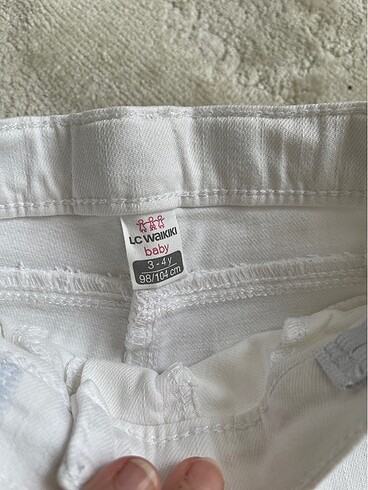 LC WAIKIKI
baby
3 - 4 y
98/104 cm